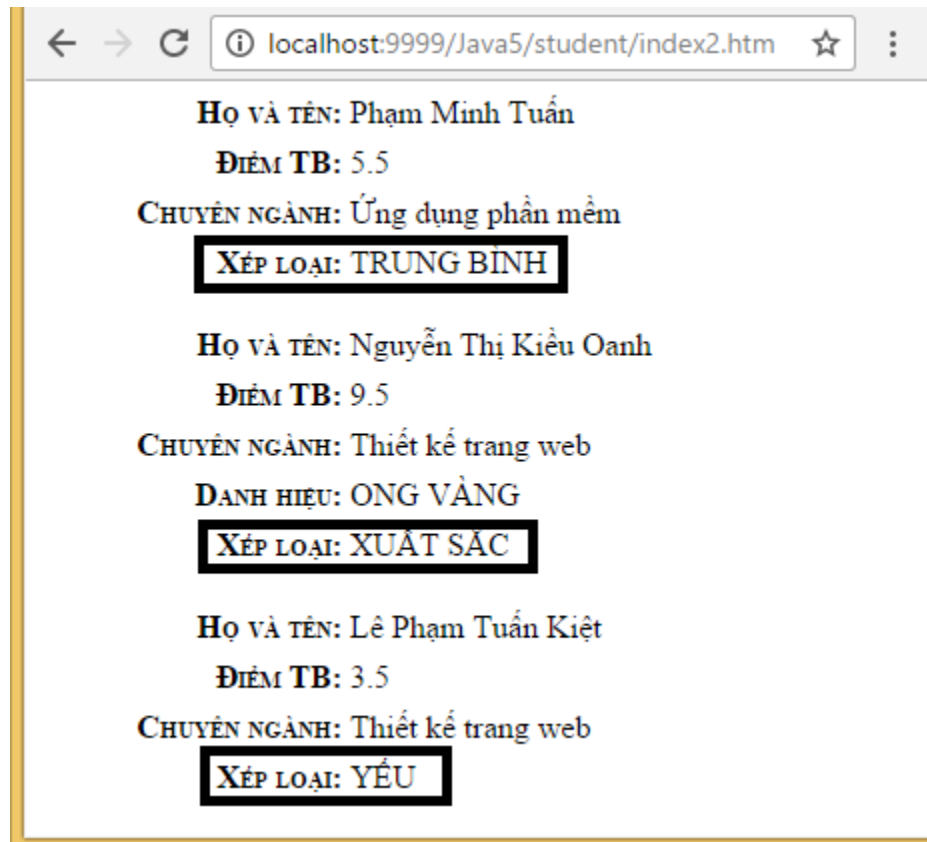 localhost:9999/Java5/student/index2.htm
Họ và tên: Phạm Minh Tuấn
Điểm TB: 5.5
Chuyên ngành: Ứng dụng phần mềm
Xếp loại: TRUNG BÌNH
Họ và tên: Nguyễn Thị Kiều Oanh
Điểm TB: 9.5
Chuyên ngành: Thiết kế trang web
Danh hiệu: ONG VÀNG
Xếp loại: XUẤT SẮC
Họ và tên: Lê Phạm Tuấn Kiệt
Điểm TB: 3.5
Chuyên ngành: Thiết kế trang web
Xếp loại: YẾU